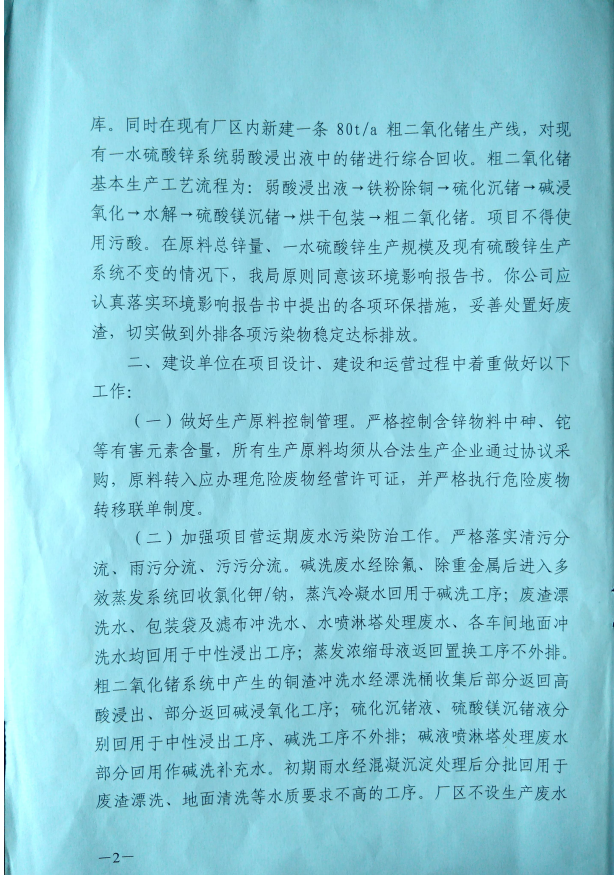 库。同时在现有厂区内新建一条 80t/a 粗二氧化锗生产线，对现
有一水硫酸锌系统弱酸浸出液中的锗进行综合回收。粗二氧化锗
基本生产工艺流程为：弱酸浸出液→铁粉除铜→硫化沉锗→碱浸
氧化→水解→硫酸镁沉锗→烘干包装→粗二氧化锗。项目不得使
用污酸。在原料总锌量、一水硫酸锌生产规模及现有硫酸锌生产
系统不变的情况下，我局原则同意该环境影响报告书。你公司应
认真落实环境影响报告书中提出的各项环保措施，妥善处置好废
渣，切实做到外排各项污染物稳定达标排放。
二、建设单位在项目设计、建设和运营过程中着重做好以下
工作：
（一）做好生产原料控制管理。严格控制含锌物料中砷、铊
等有害元素含量，所有生产原料均须从合法生产企业通过协议采
购，原料转入应办理危险废物经营许可证，并严格执行危险废物
转移联单制度。
（二）加强项目营运期废水污染防治工作。严格落实清污分
流、雨污分流、污污分流。碱洗废水经除氟、除重金属后进入多
效蒸发系统回收氯化钾/钠，蒸汽冷凝水回用于碱洗工序；废渣漂
洗水、包装袋及滤布冲洗水、水喷淋塔处理废水、各车间地面冲
洗水均回用于中性浸出工序；蒸发浓缩母液返回置换工序不外排。
粗二氧化锗系统中产生的铜渣冲洗水经漂洗桶收集后部分返回高
酸浸出、部分返回碱浸氧化工序；硫化沉锗液、硫酸镁沉锗液分
别回用于中性浸出工序、碱洗工序不外排；碱液喷淋塔处理废水
部分回用作碱洗补充水。初期雨水经混凝沉淀处理后分批回用于
废渣漂洗、地面清洗等水质要求不高的工序。厂区不设生产废水
—2—